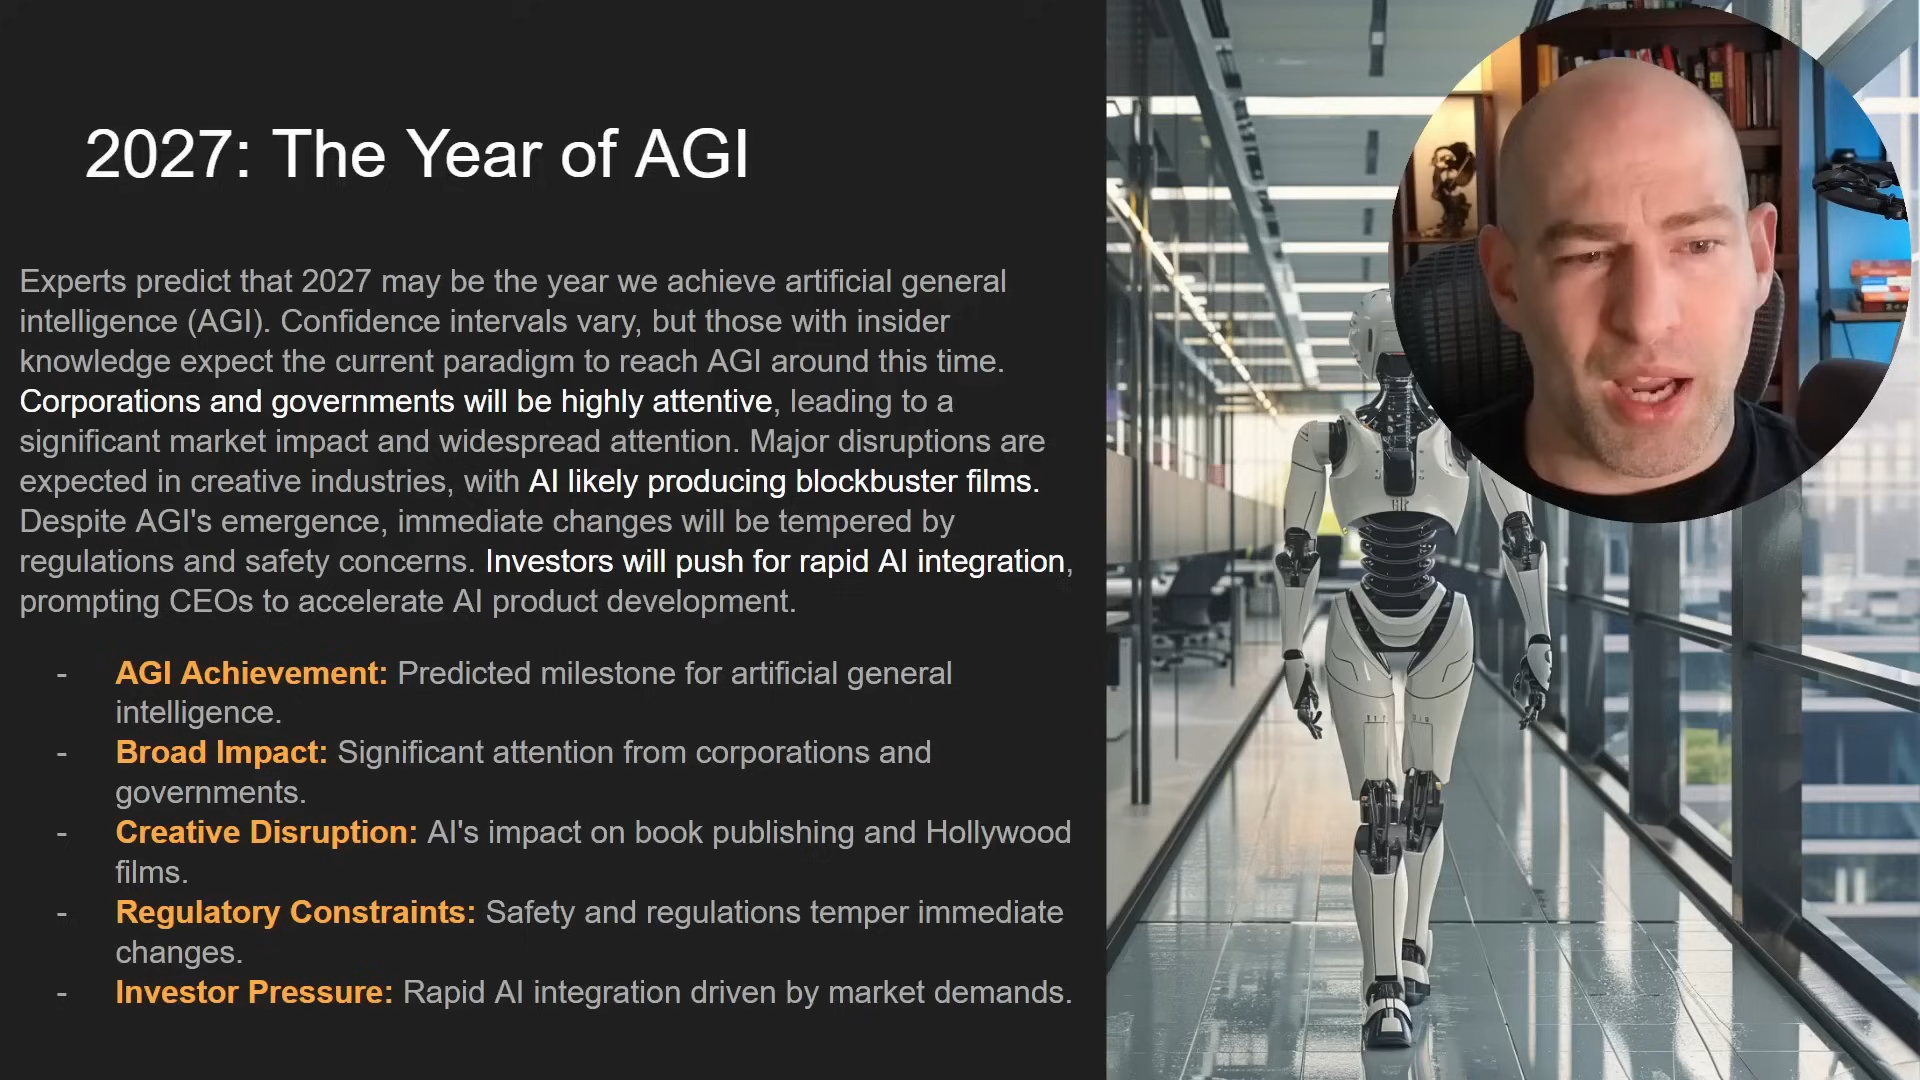 2027: The Year of AGI
Experts predict that 2027 may be the year we achieve artificial general
intelligence (AGI). Confidence intervals vary, but those with insider
knowledge expect the current paradigm to reach AGI around this time.
Corporations and governments will be highly attentive, leading to a
significant market impact and widespread attention. Major disruptions are
expected in creative industries, with AI likely producing blockbuster films.
Despite AGI's emergence, immediate changes will be tempered by
regulations and safety concerns. Investors will push for rapid AI integration,
prompting CEOs to accelerate AI product development.
- AGI Achievement: Predicted milestone for artificial general
intelligence.
- Broad Impact: Significant attention from corporations and
governments.
- Creative Disruption: AI's impact on book publishing and Hollywood
films.
- Regulatory Constraints: Safety and regulations temper immediate
changes.
- Investor Pressure: Rapid AI integration driven by market demands.